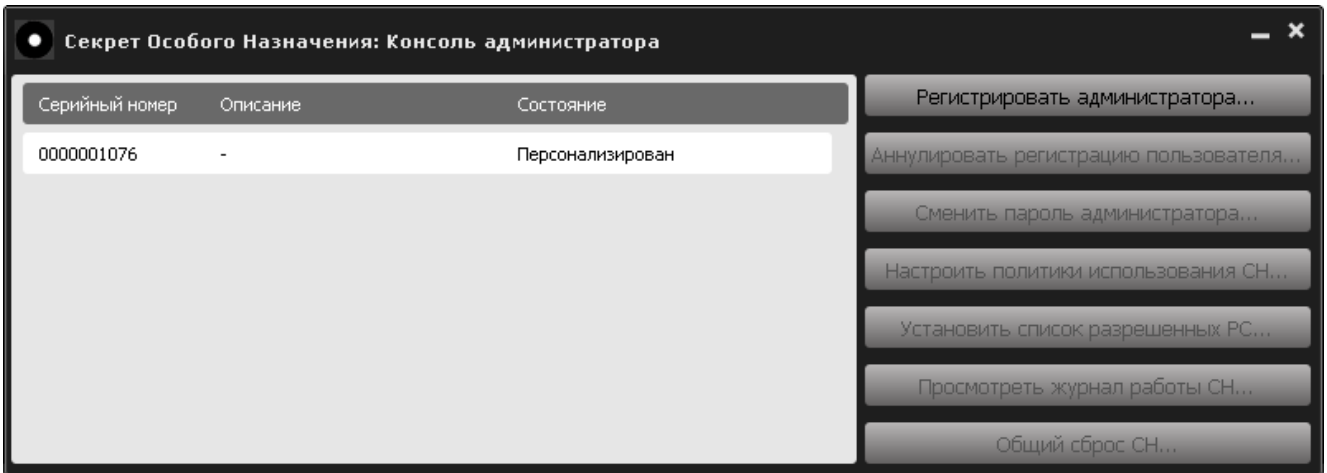 Секрет Особого Назначения: Консоль администратора
Серийный номер Описание Состояние
0000001076 - Персонализирован
Регистрировать администратора...
Аннулировать регистрацию пользователя...
Сменить пароль администратора...
Настроить политики использования СН...
Установить список разрешенных РС...
Просмотреть журнал работы СН...
Общий сброс СН...